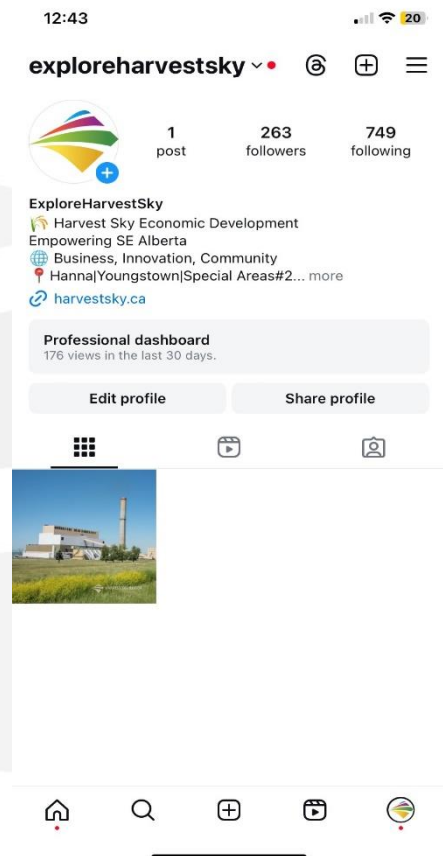 12:43
20
exploreharvestsky
1 263 749
post followers following
ExploreHarvestSky
🌾 Harvest Sky Economic Development
Empowering SE Alberta
🌐 Business, Innovation, Community
📍 Hanna|Youngstown|Special Areas#2... more
harvestsky.ca
Professional dashboard
176 views in the last 30 days.
Edit profile Share profile